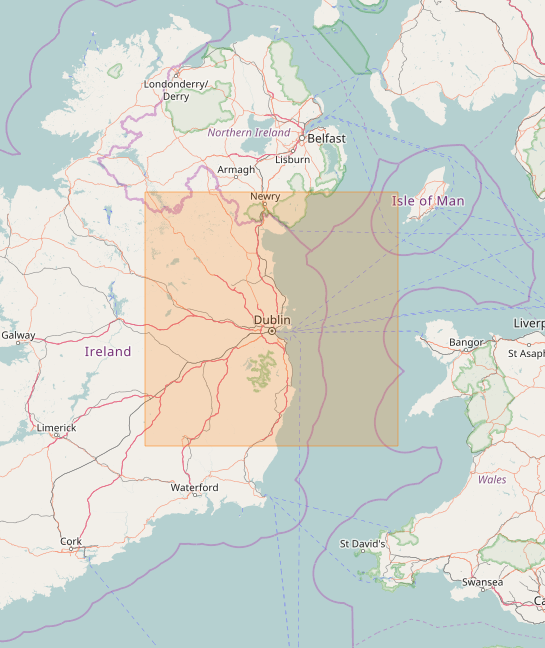 Londonderry/
Derry
Northern Ireland
Belfast
Lisburn
Armagh
Newry
Isle of Man
Dublin
Galway
Ireland
Liverp
Bangor
St Asaph
Limerick
Waterford
Wales
Cork
St David's
Swansea
Ca